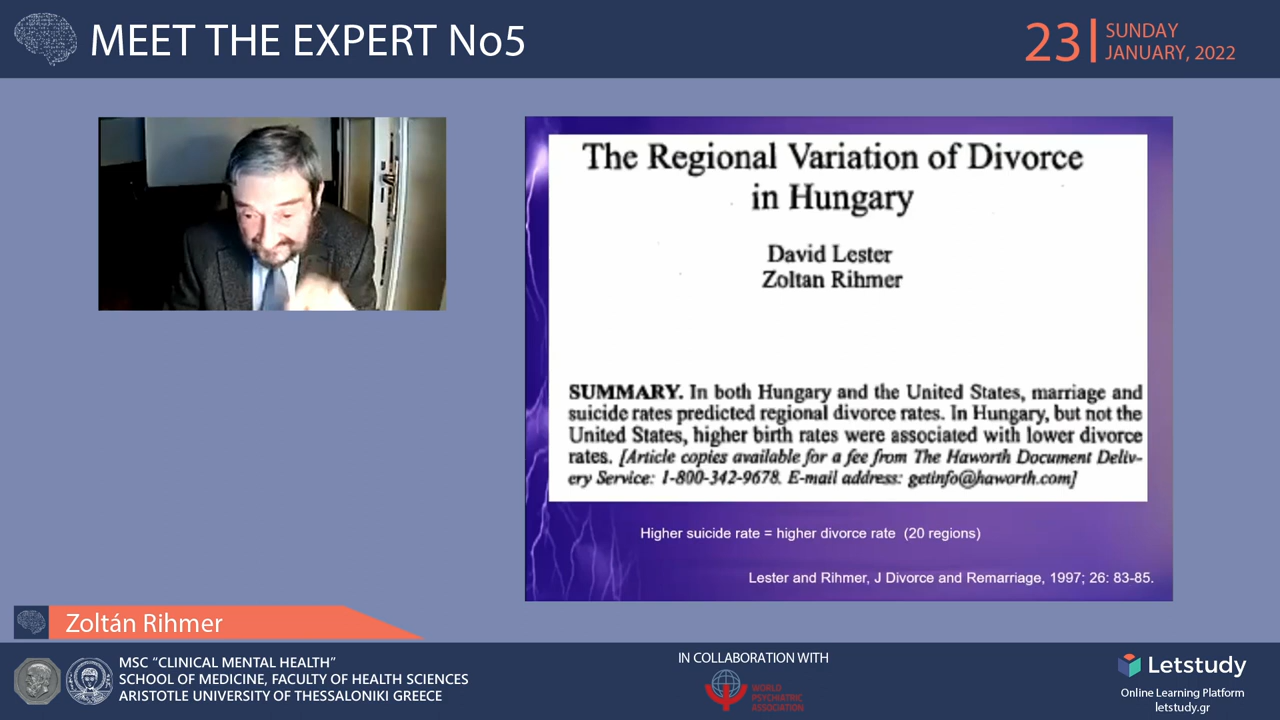 MEET THE EXPERT No5
23
SUNDAY
JANUARY, 2022
The Regional Variation of Divorce
in Hungary
David Lester
Zoltan Rihmer
SUMMARY. In both Hungary and the United States, marriage and
suicide rates predicted regional divorce rates. In Hungary, but not the
United States, higher birth rates were associated with lower divorce
rates. [Article copies available for a fee from The Haworth Document Deliv-
ery Service: 1-800-342-9678. E-mail address: getinfo@haworth.com]
Higher suicide rate = higher divorce rate (20 regions)
Lester and Rihmer, J Divorce and Remarriage, 1997; 26: 83-85.
Zoltán Rihmer
MSC “CLINICAL MENTAL HEALTH”
SCHOOL OF MEDICINE, FACULTY OF HEALTH SCIENCES
ARISTOTLE UNIVERSITY OF THESSALONIKI GREECE
IN COLLABORATION WITH
WORLD
PSYCHIATRIC
ASSOCIATION
Letstudy
Online Learning Platform
letstudy.gr